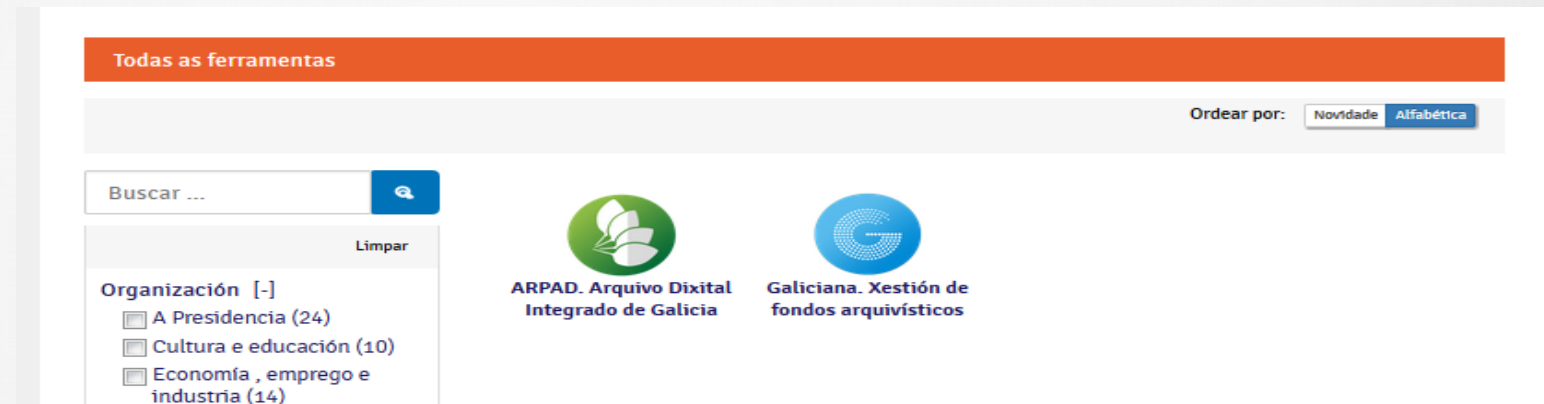 Todas as ferramentas
Ordear por: Novidade Alfabética
Buscar ...
Limpar
Organización [-]
A Presidencia (24)
Cultura e educación (10)
Economía , emprego e
industria (14)
ARPAD. Arquivo Dixital
Integrado de Galicia
Galiciana. Xestión de
fondos arquivísticos